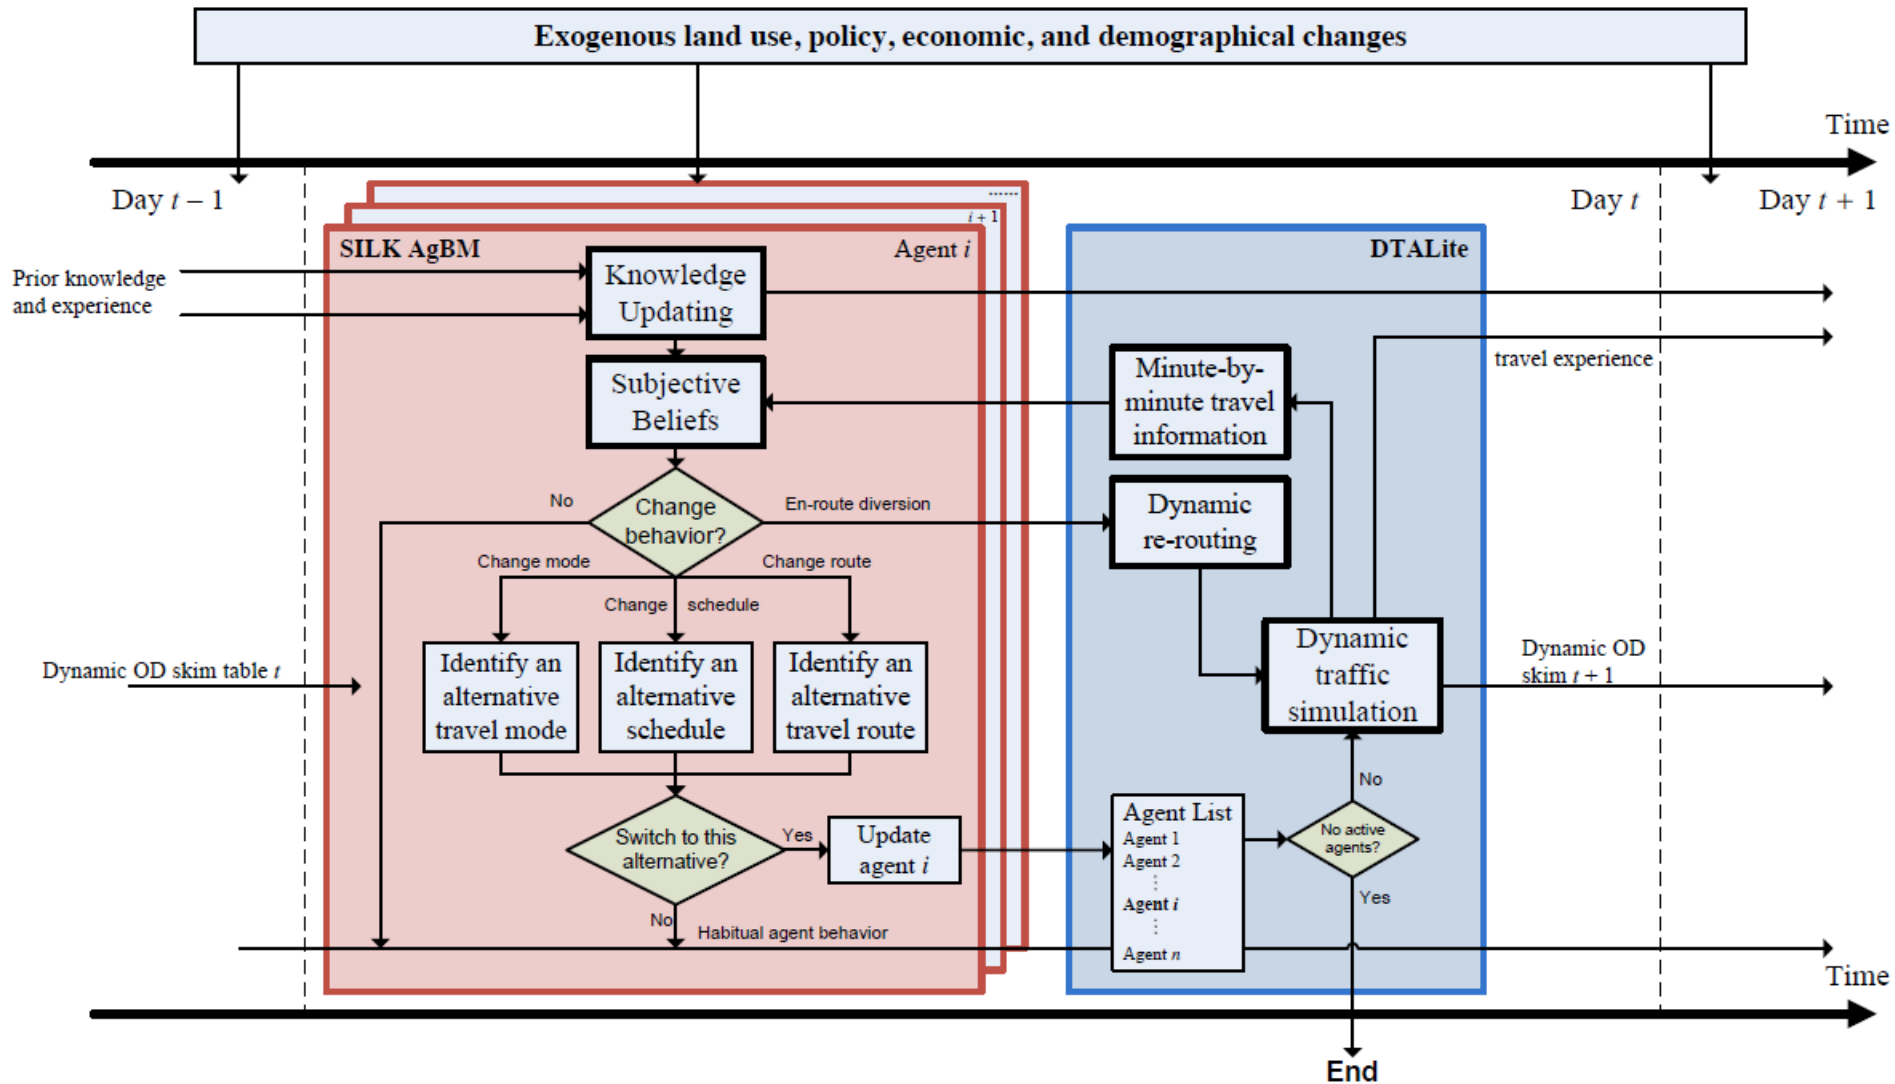 Exogenous land use, policy, economic, and demographical changes
Time
Day t – 1
Day t
Day t + 1
......
i + 1
SILK AgBM
Agent i
DTALite
Prior knowledge
and experience
Knowledge
Updating
travel experience
Subjective
Beliefs
Minute-by-
minute travel
information
No
Change
behavior?
En-route diversion
Dynamic
re-routing
Change mode
Change route
Change schedule
Dynamic OD skim table t
Identify an
alternative
travel mode
Identify an
alternative
schedule
Identify an
alternative
travel route
Dynamic
traffic
simulation
Dynamic OD
skim t + 1
No
Switch to this
alternative?
Yes
Update
agent i
Agent List
Agent 1
Agent 2
⋮
Agent i
⋮
Agent n
No active
agents?
Yes
No
Habitual agent behavior
Time
End